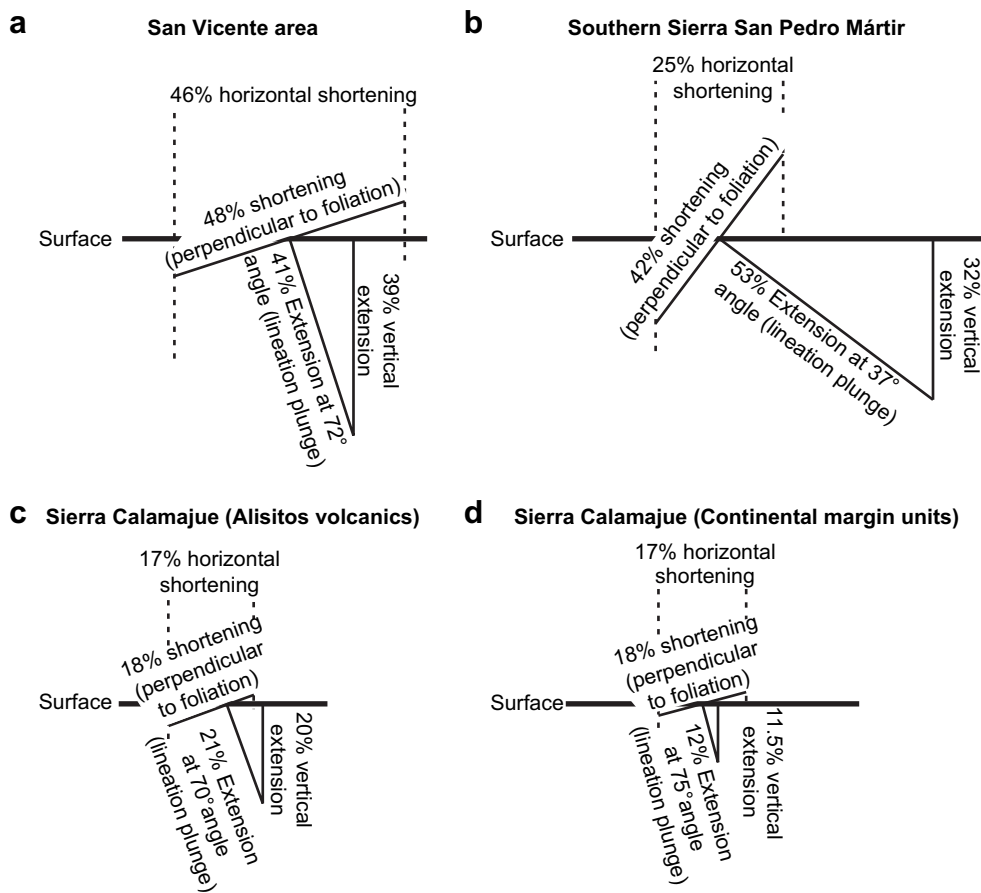 a
San Vicente area
46% horizontal shortening
48% shortening
(perpendicular to foliation)
Surface
41% Extension at 72°
angle (lineation plunge)
39% vertical
extension
b
Southern Sierra San Pedro Mártir
25% horizontal
shortening
42% shortening
(perpendicular to foliation)
Surface
53% Extension at 37°
angle (lineation plunge)
32% vertical
extension
c
Sierra Calamajue (Alisitos volcanics)
17% horizontal
shortening
18% shortening
(perpendicular
to foliation)
Surface
21% Extension
at 70°angle
(lineation plunge)
20% vertical
extension
d
Sierra Calamajue (Continental margin units)
17% horizontal
shortening
18% shortening
(perpendicular
to foliation)
Surface
12% Extension
at 75°angle
(lineation plunge)
11.5% vertical
extension